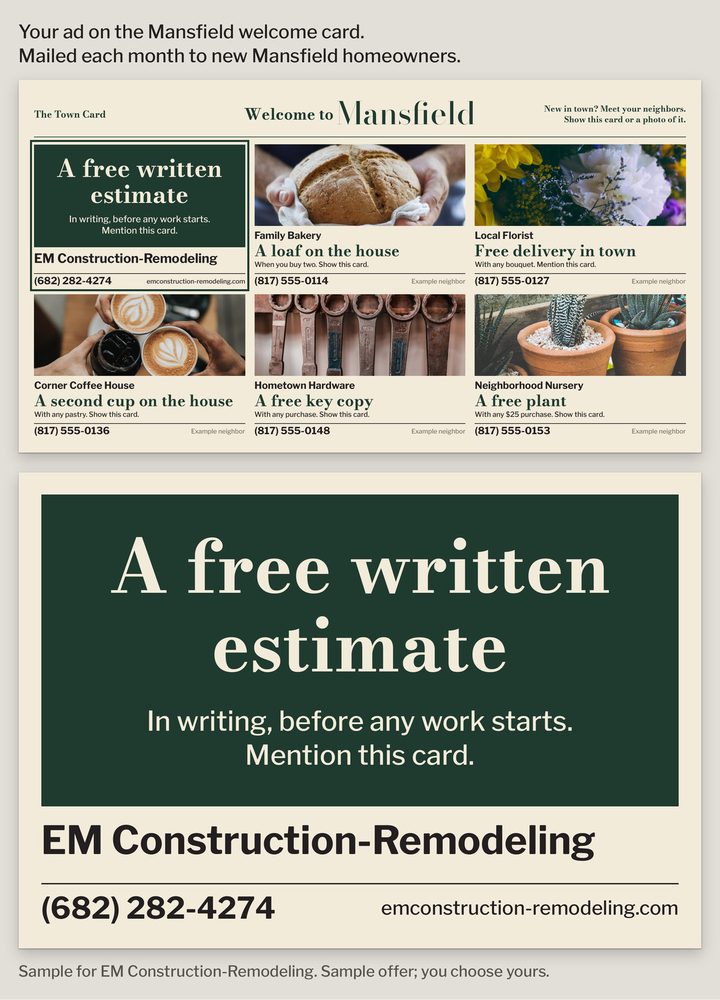 Your ad on the Mansfield welcome card.
Mailed each month to new Mansfield homeowners.
The Town Card
Welcome to Mansfield
New in town? Meet your neighbors.
Show this card or a photo of it.
A free written
estimate
In writing, before any work starts.
Mention this card.
EM Construction-Remodeling
(682) 282-4274
emconstruction-remodeling.com
Family Bakery
A loaf on the house
When you buy two. Show this card.
(817) 555-0114
Example neighbor
Local Florist
Free delivery in town
With any bouquet. Mention this card.
(817) 555-0127
Example neighbor
Corner Coffee House
A second cup on the house
With any pastry. Show this card.
(817) 555-0136
Example neighbor
Hometown Hardware
A free key copy
With any purchase. Show this card.
(817) 555-0148
Example neighbor
Neighborhood Nursery
A free plant
With any $25 purchase. Show this card.
(817) 555-0153
Example neighbor
A free written
estimate
In writing, before any work starts.
Mention this card.
EM Construction-Remodeling
(682) 282-4274
emconstruction-remodeling.com
Sample for EM Construction-Remodeling. Sample offer; you choose yours.